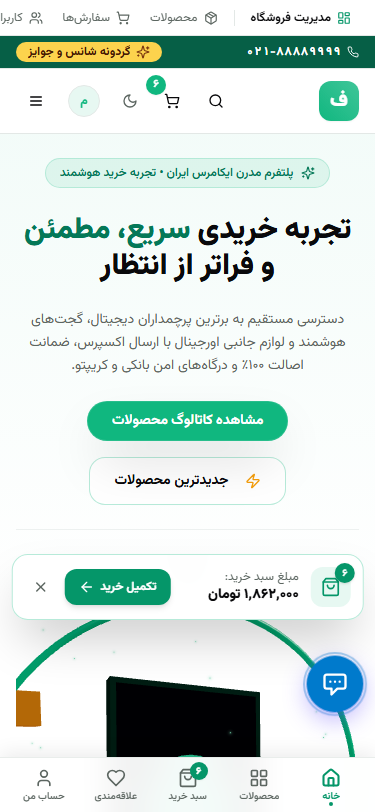 مدیریت فروشگاه
محصولات
سفارش‌ها
۰۲۱-۸۸۸۸۹۹۹۹
گردونه شانس و جوایز
ف
۶
م
پلتفرم مدرن ایکامرس ایران • تجربه خرید هوشمند
تجربه خریدی سریع، مطمئن
و فراتر از انتظار
دسترسی مستقیم به برترین پرچمداران دیجیتال، گجت‌های
هوشمند و لوازم جانبی اورجینال با ارسال اکسپرس، ضمانت
اصالت ۱۰۰٪ و درگاه‌های امن بانکی و کریپتو.
مشاهده کاتالوگ محصولات
جدیدترین محصولات
۶
مبلغ سبد خرید:
۱,۸۶۲,۰۰۰ تومان
تکمیل خرید
خانه
محصولات
۶
سبد خرید
علاقه‌مندی
حساب من